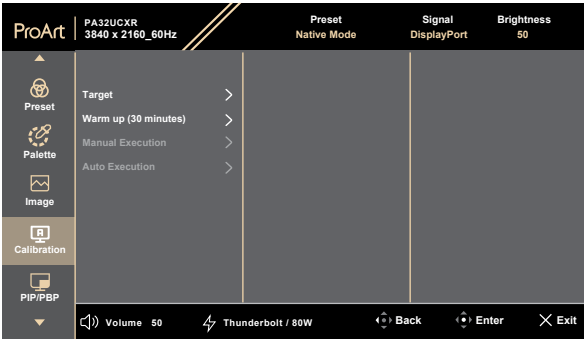 ProArt
PA32UCXR
3840 x 2160_60Hz
Preset
Native Mode
Signal
DisplayPort
Brightness
50
Preset
Palette
Image
Calibration
PIP/PBP
Target
Warm up (30 minutes)
Manual Execution
Auto Execution
Volume 50
Thunderbolt / 80W
Back
Enter
Exit